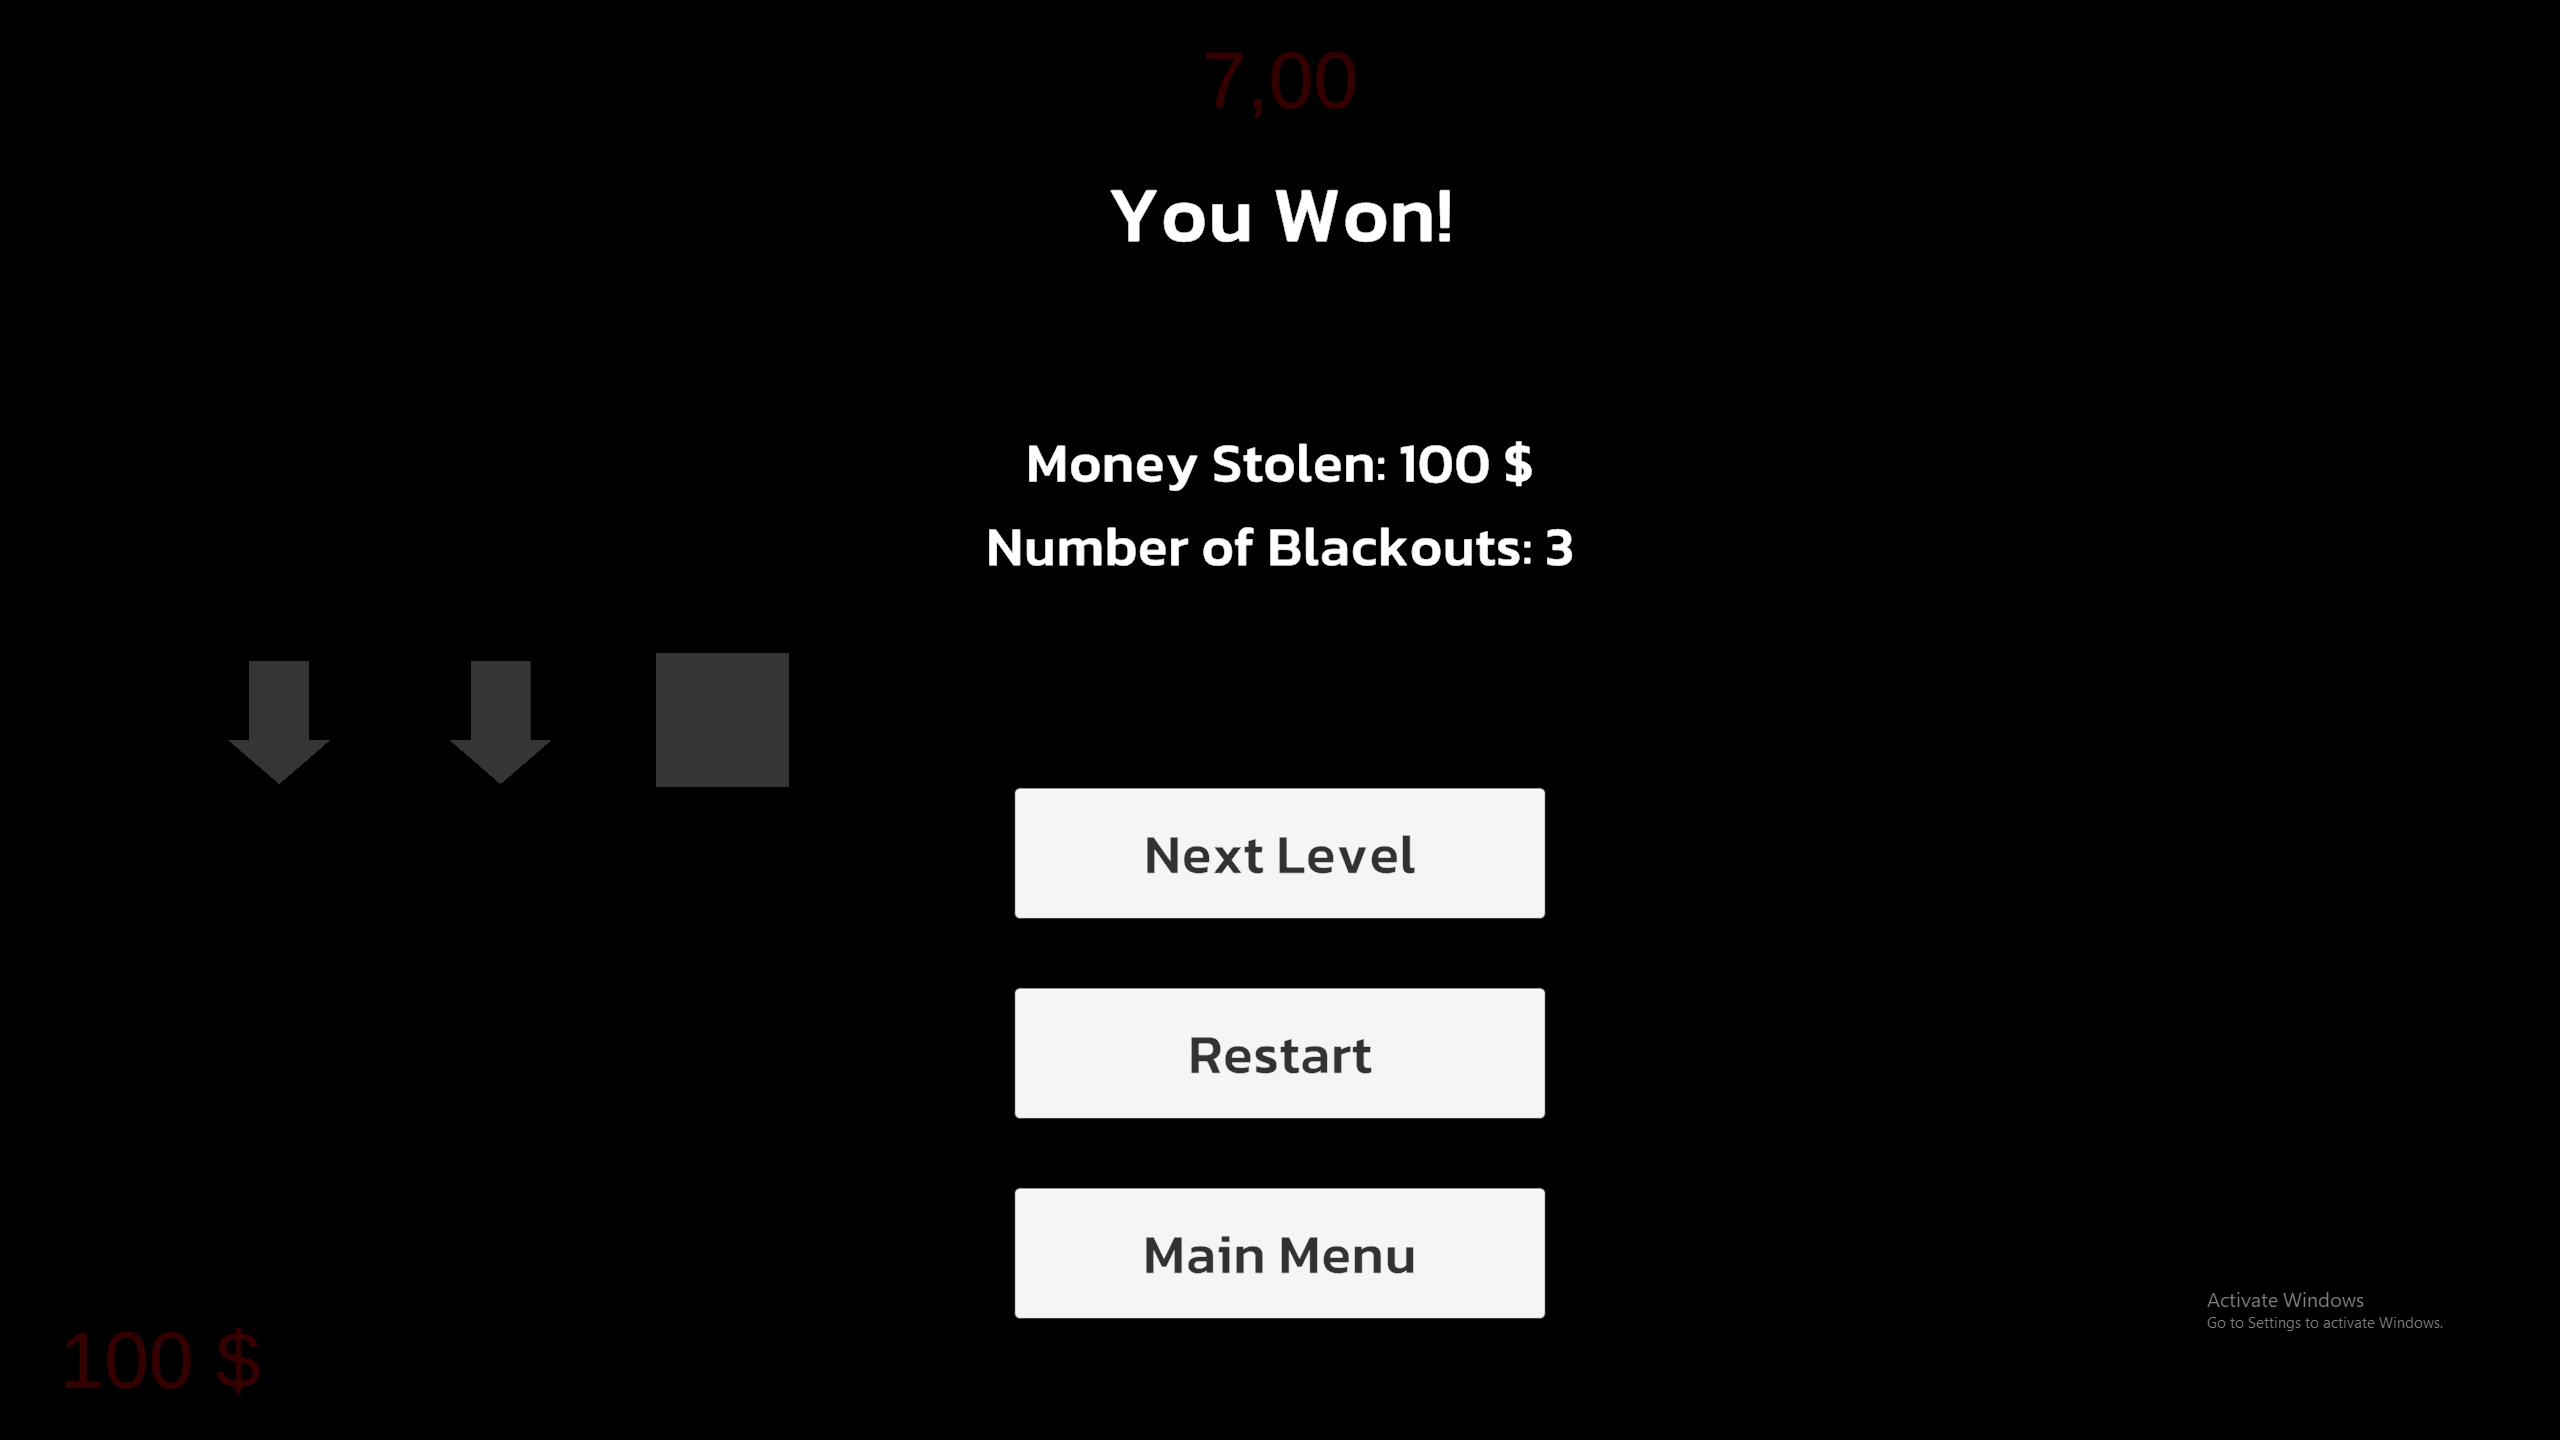 7,00
You Won!
Money Stolen: 100 $
Number of Blackouts: 3
Next Level
Restart
Main Menu
Activate Windows
Go to Settings to activate Windows.
100 $